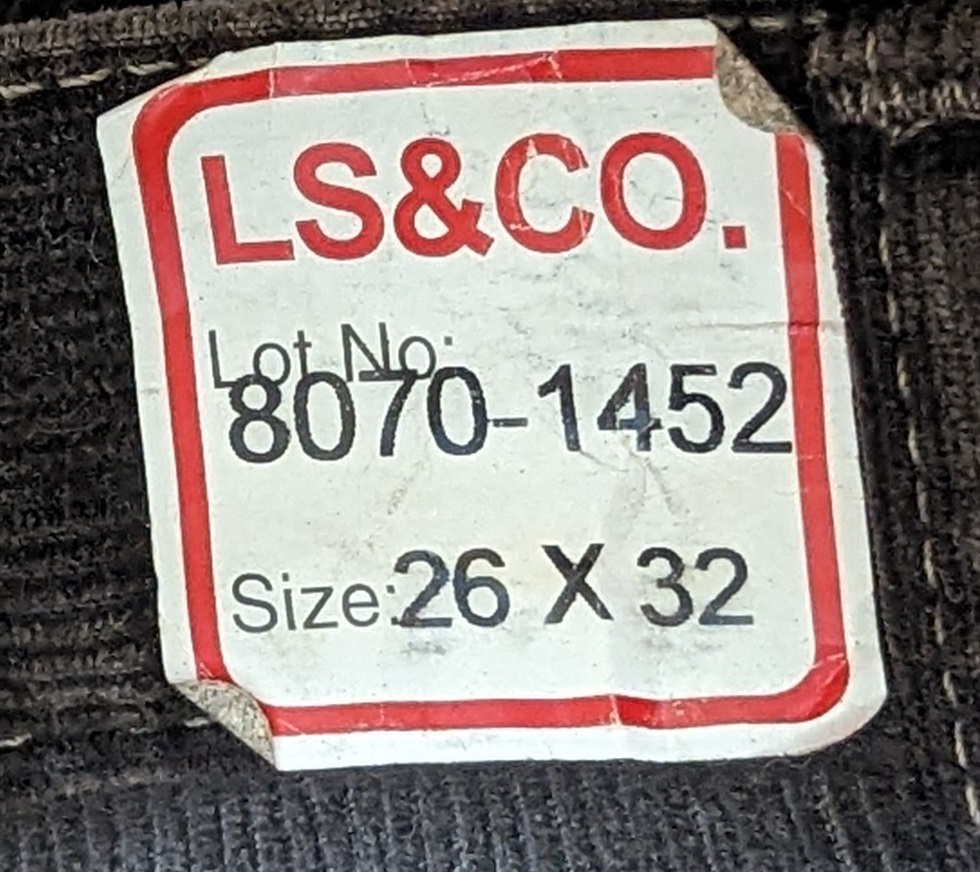 LS&CO.
Lot No:
8070-1452
Size:26 X 32